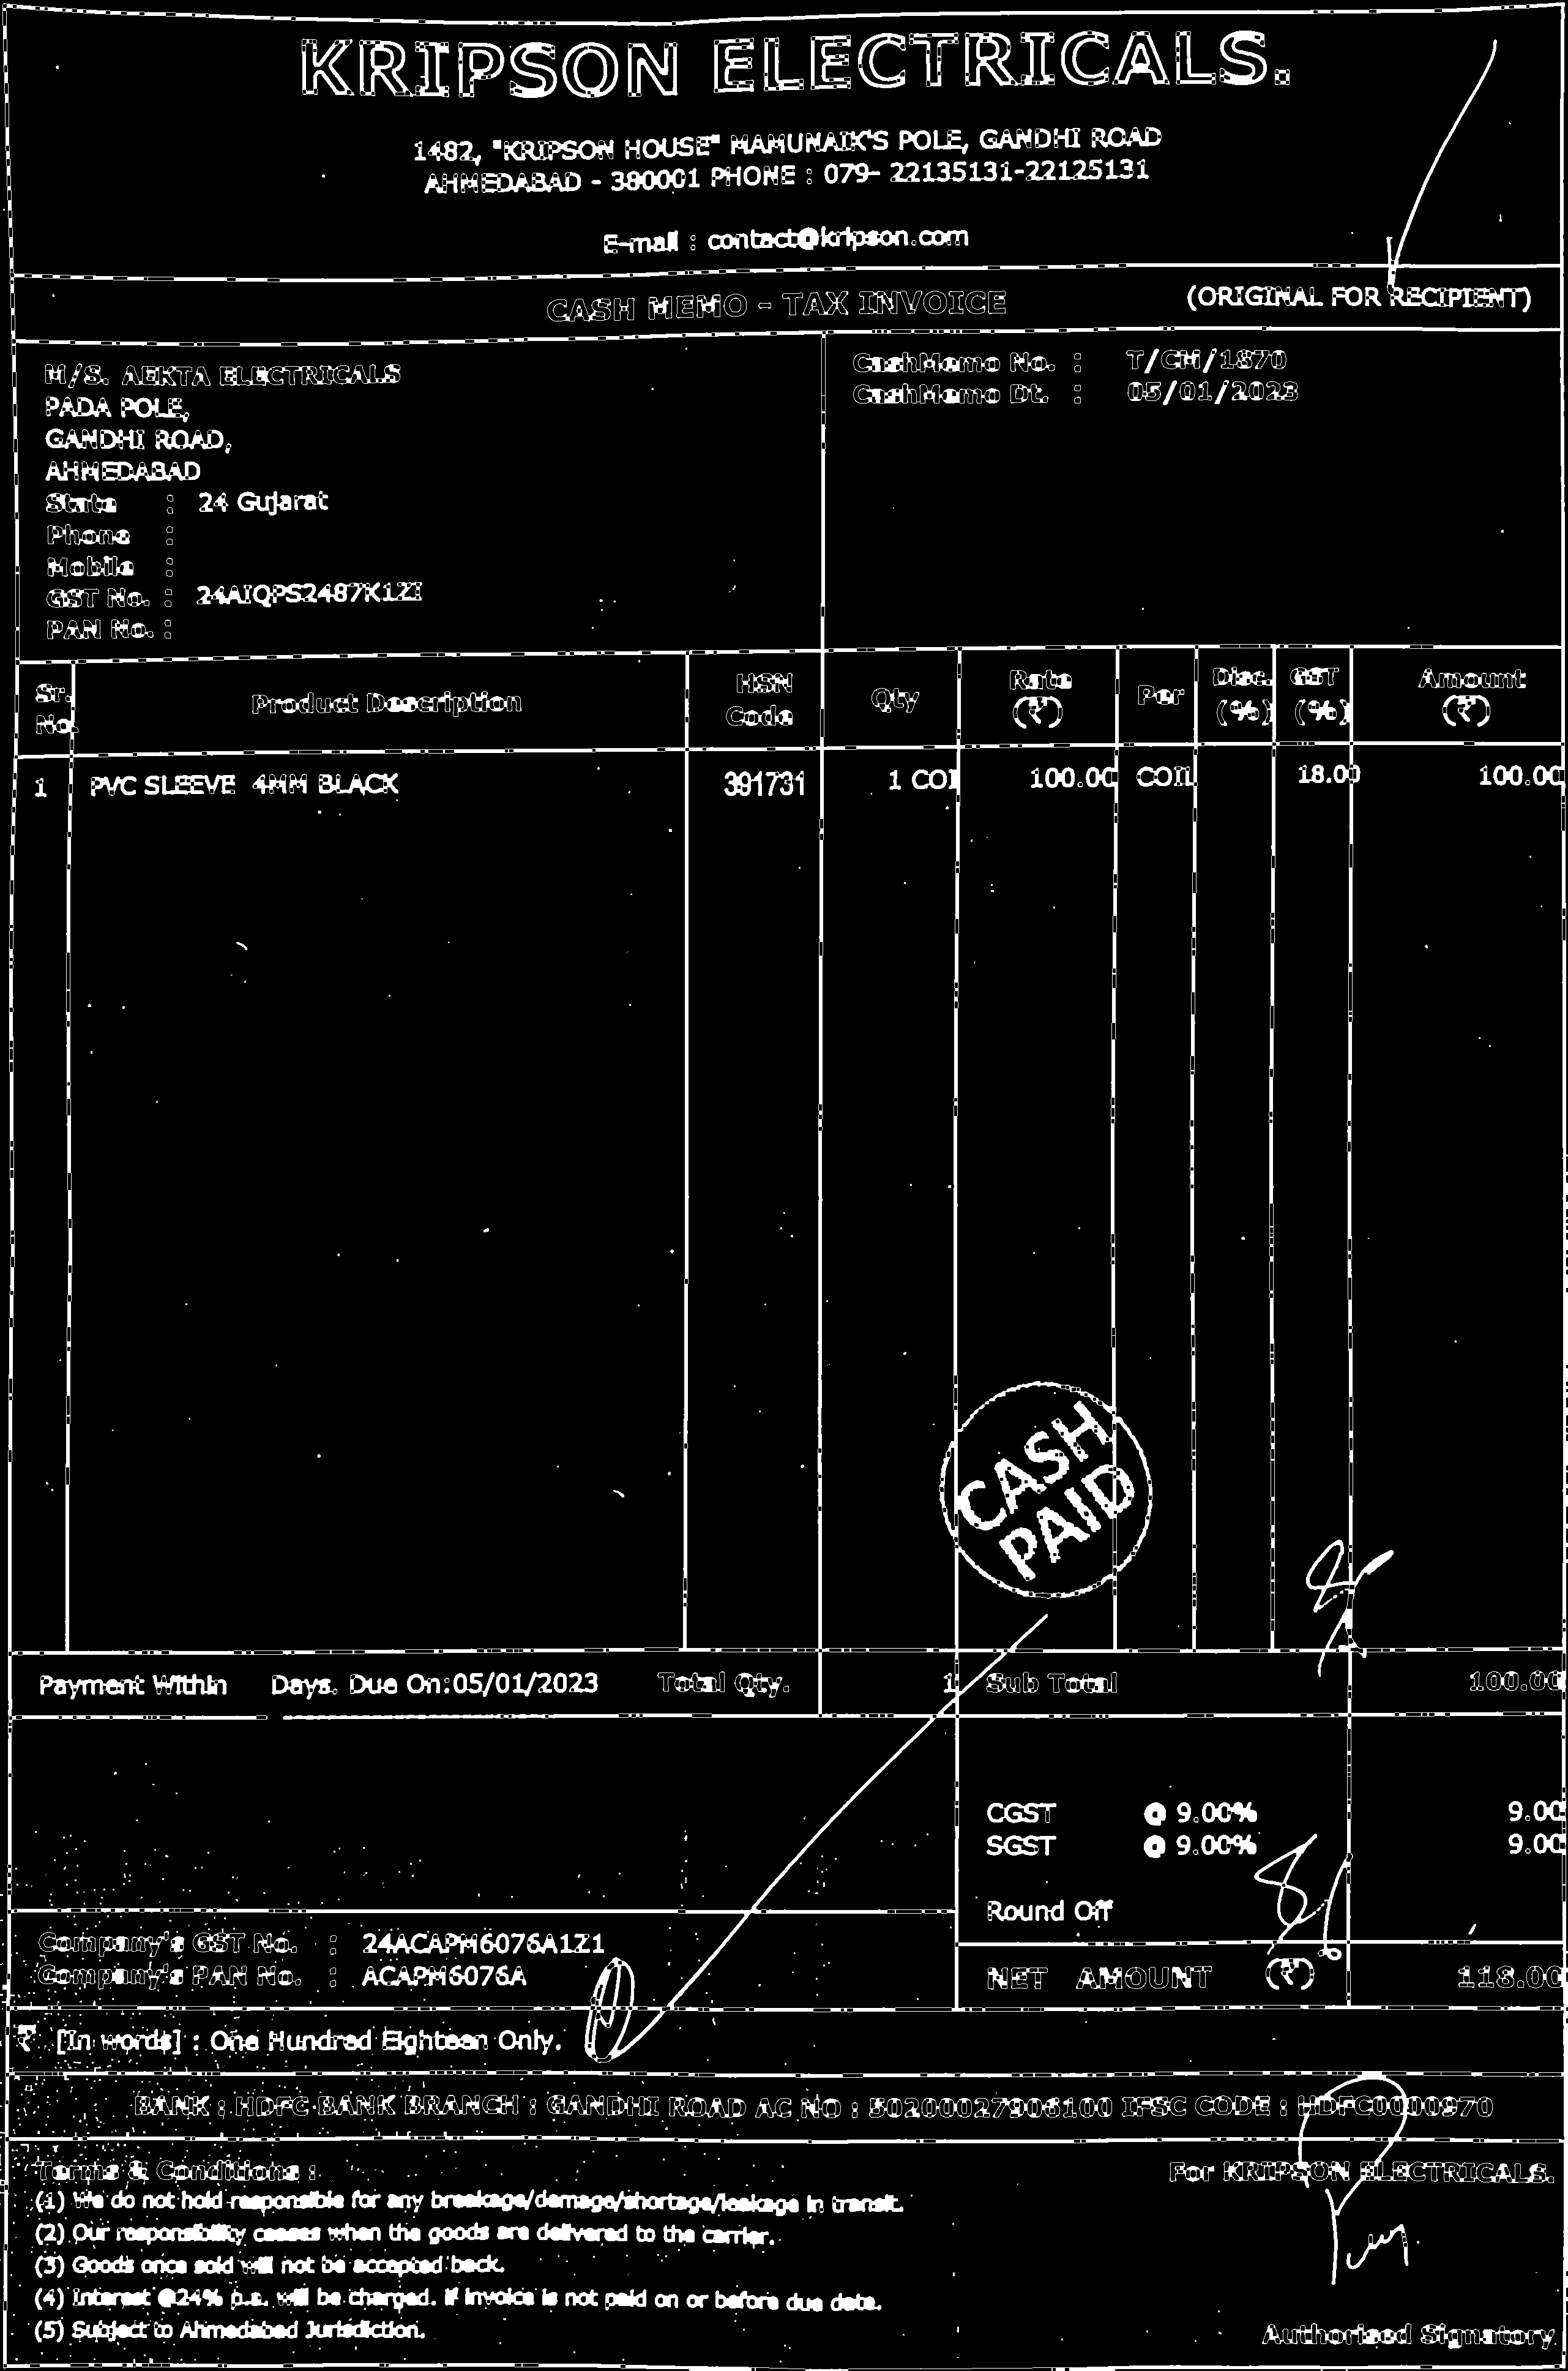 KRIPSON ELECTRICALS.
1482, "KRIPSON HOUSE" MAMUNAIK'S POLE, GANDHI ROAD
AHMEDABAD - 380001 PHONE : 079- 22135131-22125131
E-mail : contact@kripson.com
CASH MEMO - TAX INVOICE (ORIGINAL FOR RECIPIENT)
M/S. AEKTA ELECTRICALS
PADA POLE,
GANDHI ROAD,
AHMEDABAD
State : 24 Gujarat
Phone :
Mobile :
GST No. : 24AIQPS2487K1ZI
PAN No. :
CashMemo No. : T/CM/1870
CashMemo Dt. : 05/01/2023
Sr. No. Product Description HSN Code Qty Rate (₹) Per Disc. (%) GST (%) Amount (₹)
1 PVC SLEEVE 4MM BLACK 391731 1 COI 100.00 COIL 18.00 100.00
CASH
PAID
Payment Within Days. Due On:05/01/2023 Total Qty. 1 Sub Total 100.00
CGST @ 9.00% 9.00
SGST @ 9.00% 9.00
Round Off
Company's GST No. : 24ACAPM6076A1Z1
Company's PAN No. : ACAPM6076A
NET AMOUNT (₹) 118.00
₹ [In words] : One Hundred Eighteen Only.
BANK : HDFC BANK BRANCH : GANDHI ROAD AC NO : 50200027906100 IFSC CODE : HDFC0000970
Terms & Conditions :
(1) We do not hold responsible for any breakage/damage/shortage/leakage in transit.
(2) Our responsibility ceases when the goods are delivered to the carrier.
(3) Goods once sold will not be accepted back.
(4) Interest @24% p.a. will be charged. if invoice is not paid on or before due date.
(5) Subject to Ahmedabad Jurisdiction.
For KRIPSON ELECTRICALS.
Authorised Signatory